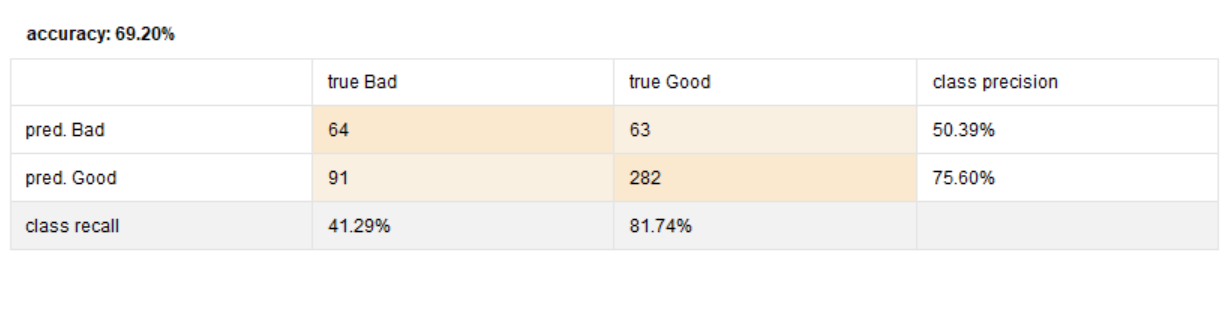 accuracy: 69.20%
true Bad true Good class precision
pred. Bad 64 63 50.39%
pred. Good 91 282 75.60%
class recall 41.29% 81.74%